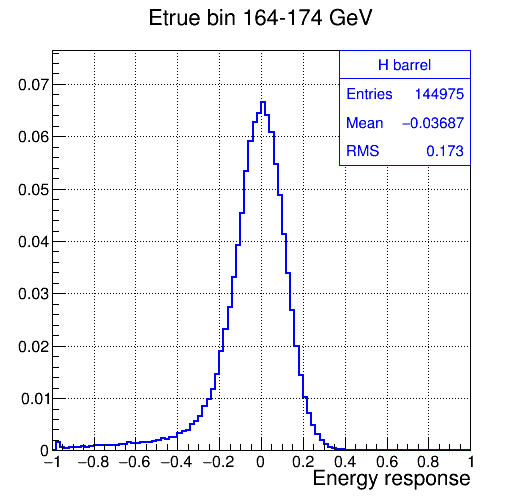 Etrue bin 164-174 GeV
H barrel
Entries 144975
Mean −0.03687
RMS 0.173
0.07
0.06
0.05
0.04
0.03
0.02
0.01
0
−1 −0.8 −0.6 −0.4 −0.2 0 0.2 0.4 0.6 0.8 1
Energy response